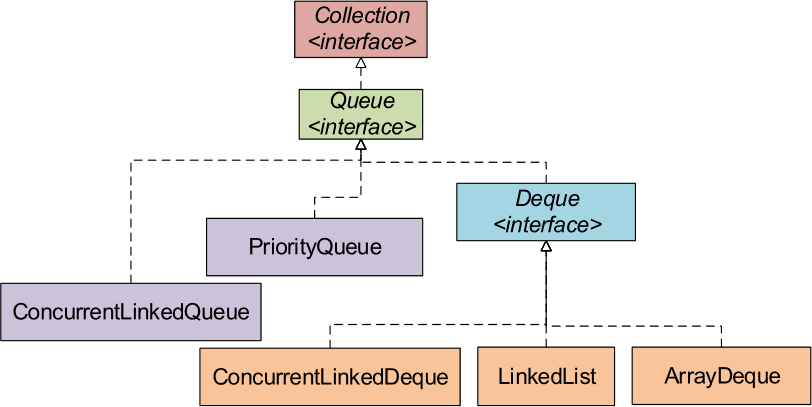 Collection
<interface>
Queue
<interface>
Deque
<interface>
PriorityQueue
ConcurrentLinkedQueue
ConcurrentLinkedDeque
LinkedList
ArrayDeque